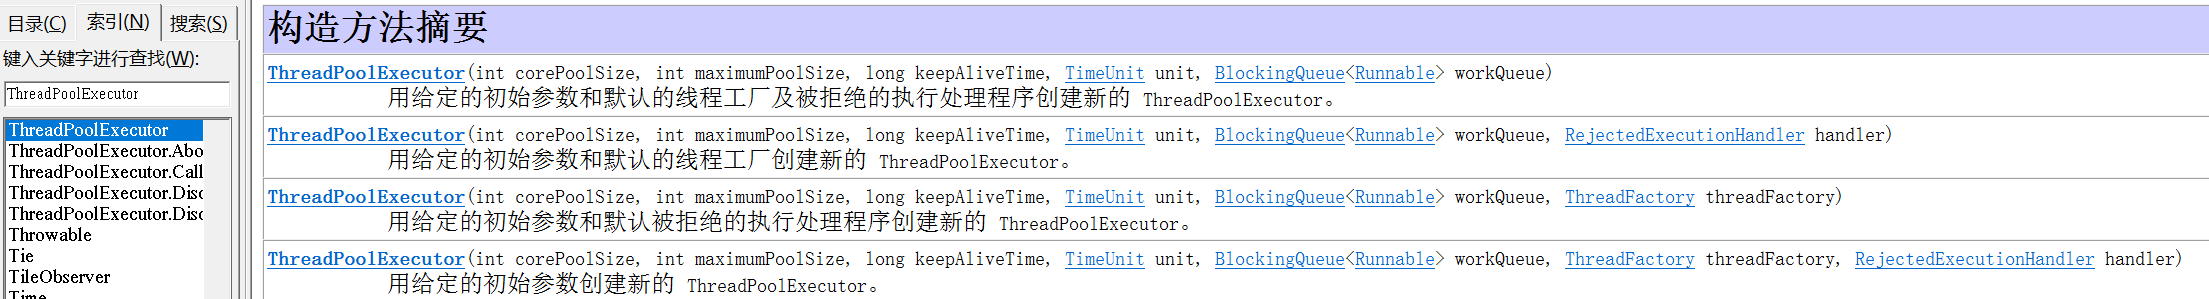 目录(C) 索引(N) 搜索(S)
键入关键字进行查找(W):
ThreadPoolExecutor
ThreadPoolExecutor
ThreadPoolExecutor.Abo
ThreadPoolExecutor.Call
ThreadPoolExecutor.Disc
ThreadPoolExecutor.Disc
Throwable
Tie
TileObserver
Time
构造方法摘要
ThreadPoolExecutor(int corePoolSize, int maximumPoolSize, long keepAliveTime, TimeUnit unit, BlockingQueue<Runnable> workQueue)
用给定的初始参数和默认的线程工厂及被拒绝的执行处理程序创建新的 ThreadPoolExecutor。
ThreadPoolExecutor(int corePoolSize, int maximumPoolSize, long keepAliveTime, TimeUnit unit, BlockingQueue<Runnable> workQueue, RejectedExecutionHandler handler)
用给定的初始参数和默认的线程工厂创建新的 ThreadPoolExecutor。
ThreadPoolExecutor(int corePoolSize, int maximumPoolSize, long keepAliveTime, TimeUnit unit, BlockingQueue<Runnable> workQueue, ThreadFactory threadFactory)
用给定的初始参数和默认被拒绝的执行处理程序创建新的 ThreadPoolExecutor。
ThreadPoolExecutor(int corePoolSize, int maximumPoolSize, long keepAliveTime, TimeUnit unit, BlockingQueue<Runnable> workQueue, ThreadFactory threadFactory, RejectedExecutionHandler handler)
用给定的初始参数创建新的 ThreadPoolExecutor。